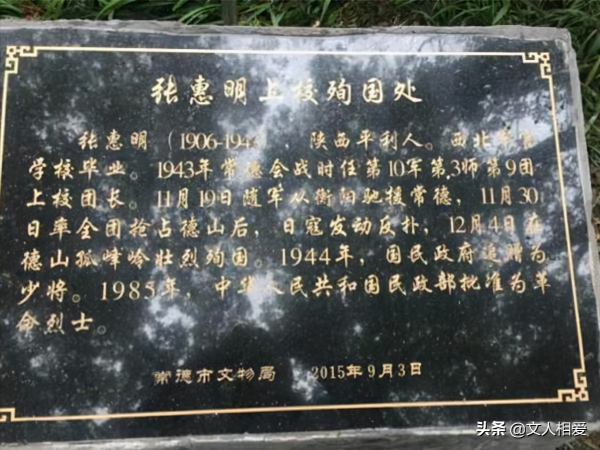 张惠明上校殉国处
张惠明（1906-194 ），陕西平利人。西北军官
学校毕业。1943年常德会战时任第10军第3师第9团
上校团长。11月19日随军从衡阳驰援常德，11月30
日率全团抢占德山后，日寇发动反扑，12月4日在
德山孤峰岭壮烈殉国。1944年，国民政府追赠为
少将。1985年，中华人民共和国民政部批准为革
命烈士。
常德市文物局 2015年9月3日
头条 @文人相爱